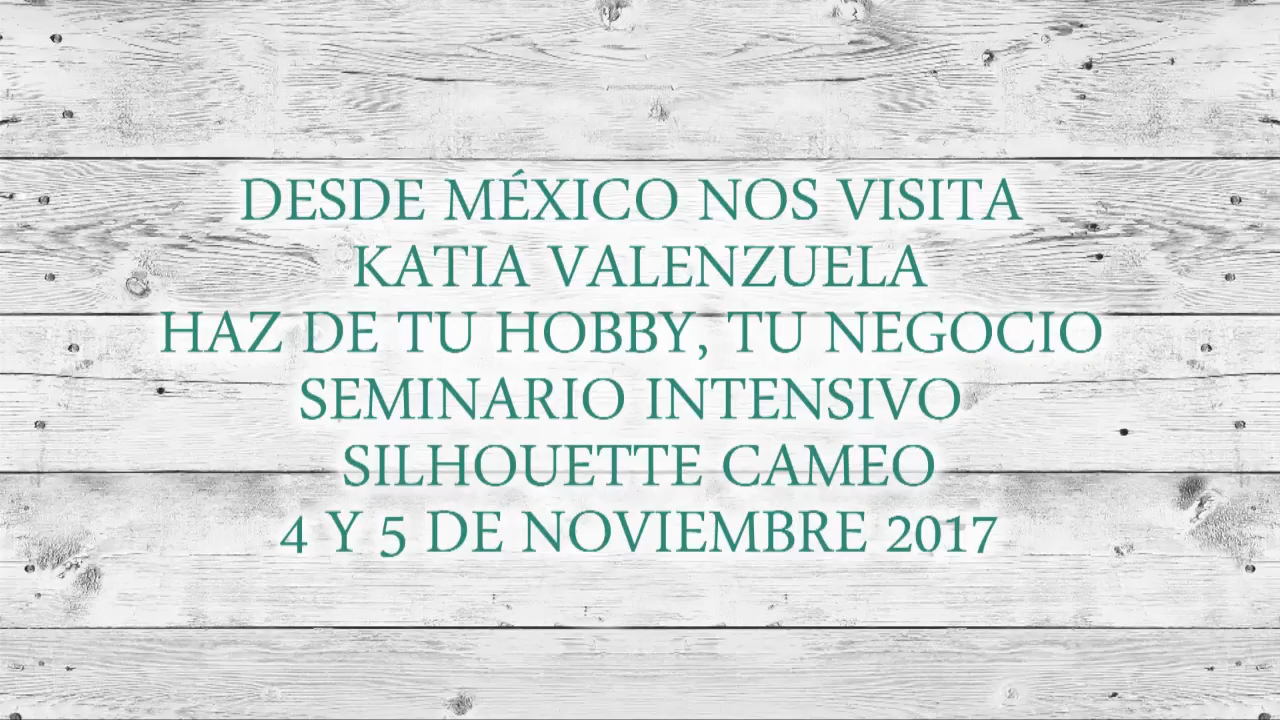 DESDE MÉXICO NOS VISITA
KATIA VALENZUELA
HAZ DE TU HOBBY, TU NEGOCIO
SEMINARIO INTENSIVO
SILHOUETTE CAMEO
4 Y 5 DE NOVIEMBRE 2017